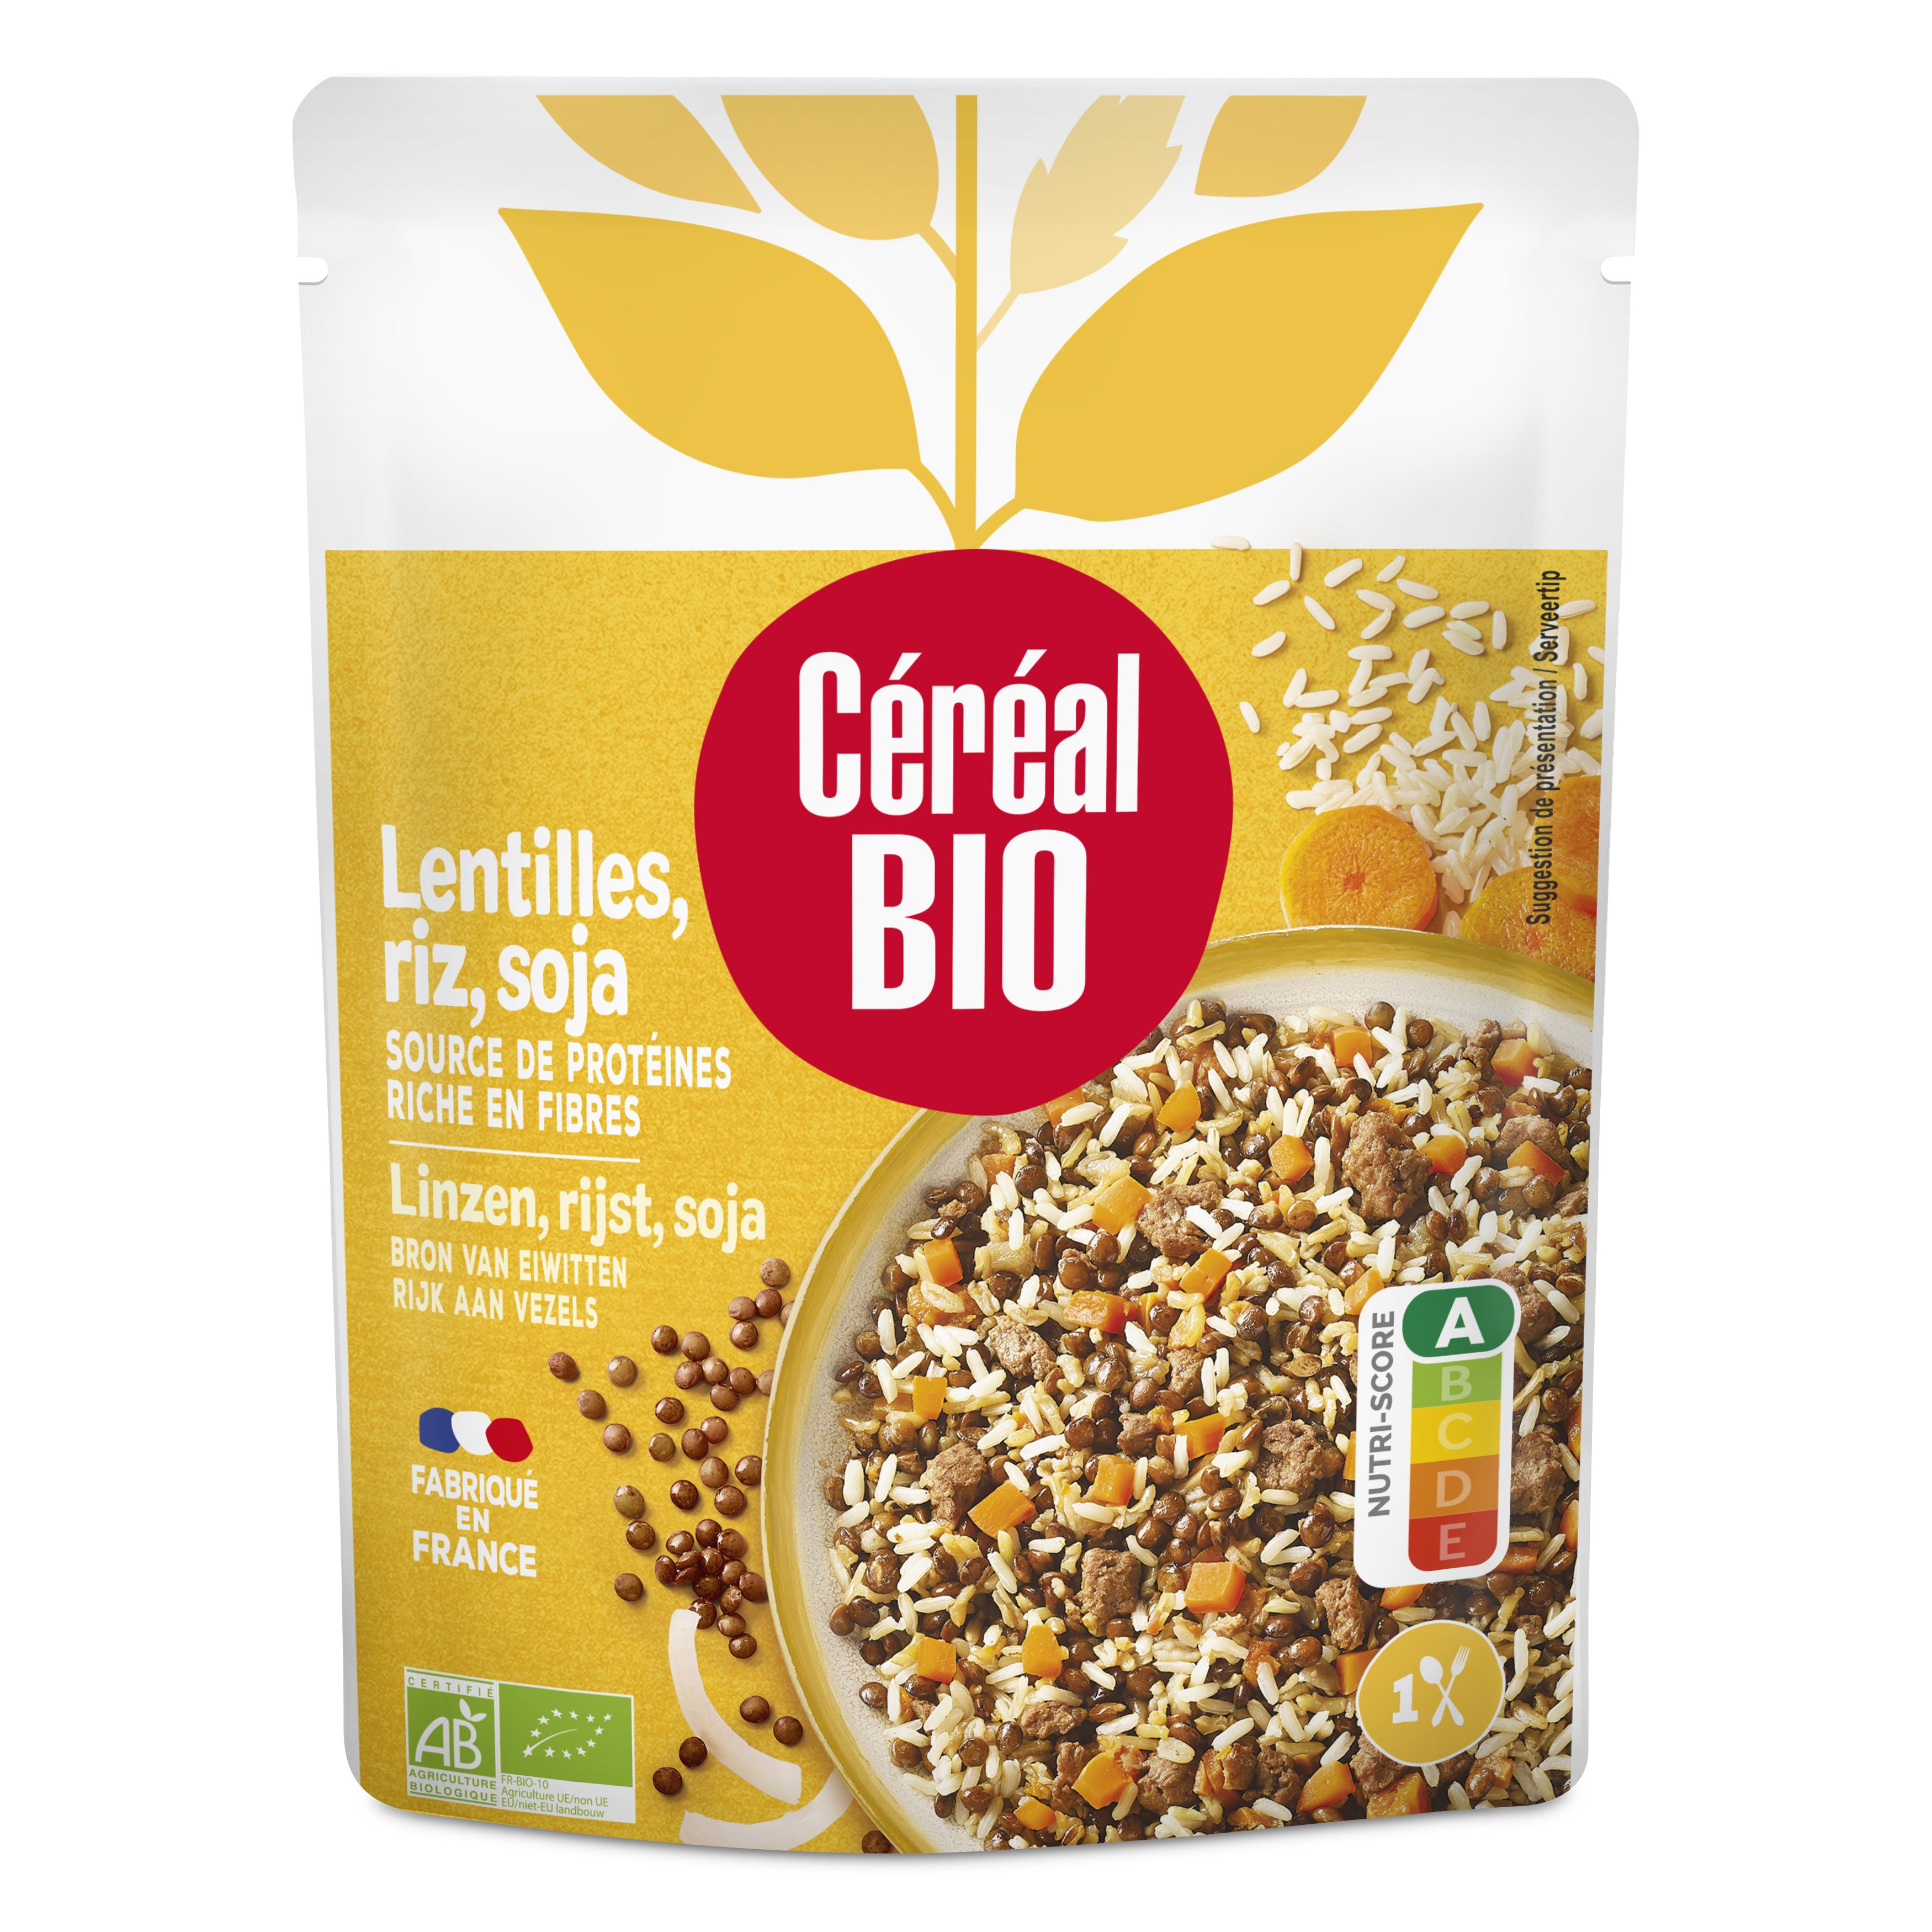 Céréal
BIO
Suggestion de présentation / Serveertip
Lentilles,
riz, soja
SOURCE DE PROTÉINES
RICHE EN FIBRES
Linzen, rijst, soja
BRON VAN EIWITTEN
RIJK AAN VEZELS
FABRIQUÉ
EN
FRANCE
NUTRI-SCORE
A
B
C
D
E
1
CERTIFIÉ
AB
AGRICULTURE
BIOLOGIQUE
FR-BIO-10
Agriculture UE/non UE
EU/niet-EU landbouw